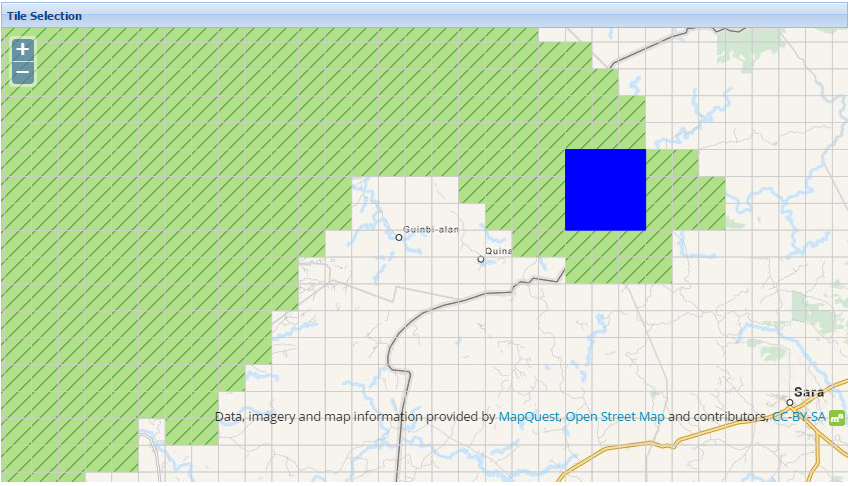 Tile Selection
+
−
Guinbi-alan
Quina
Sara
Data, imagery and map information provided by MapQuest, Open Street Map and contributors, CC-BY-SA m